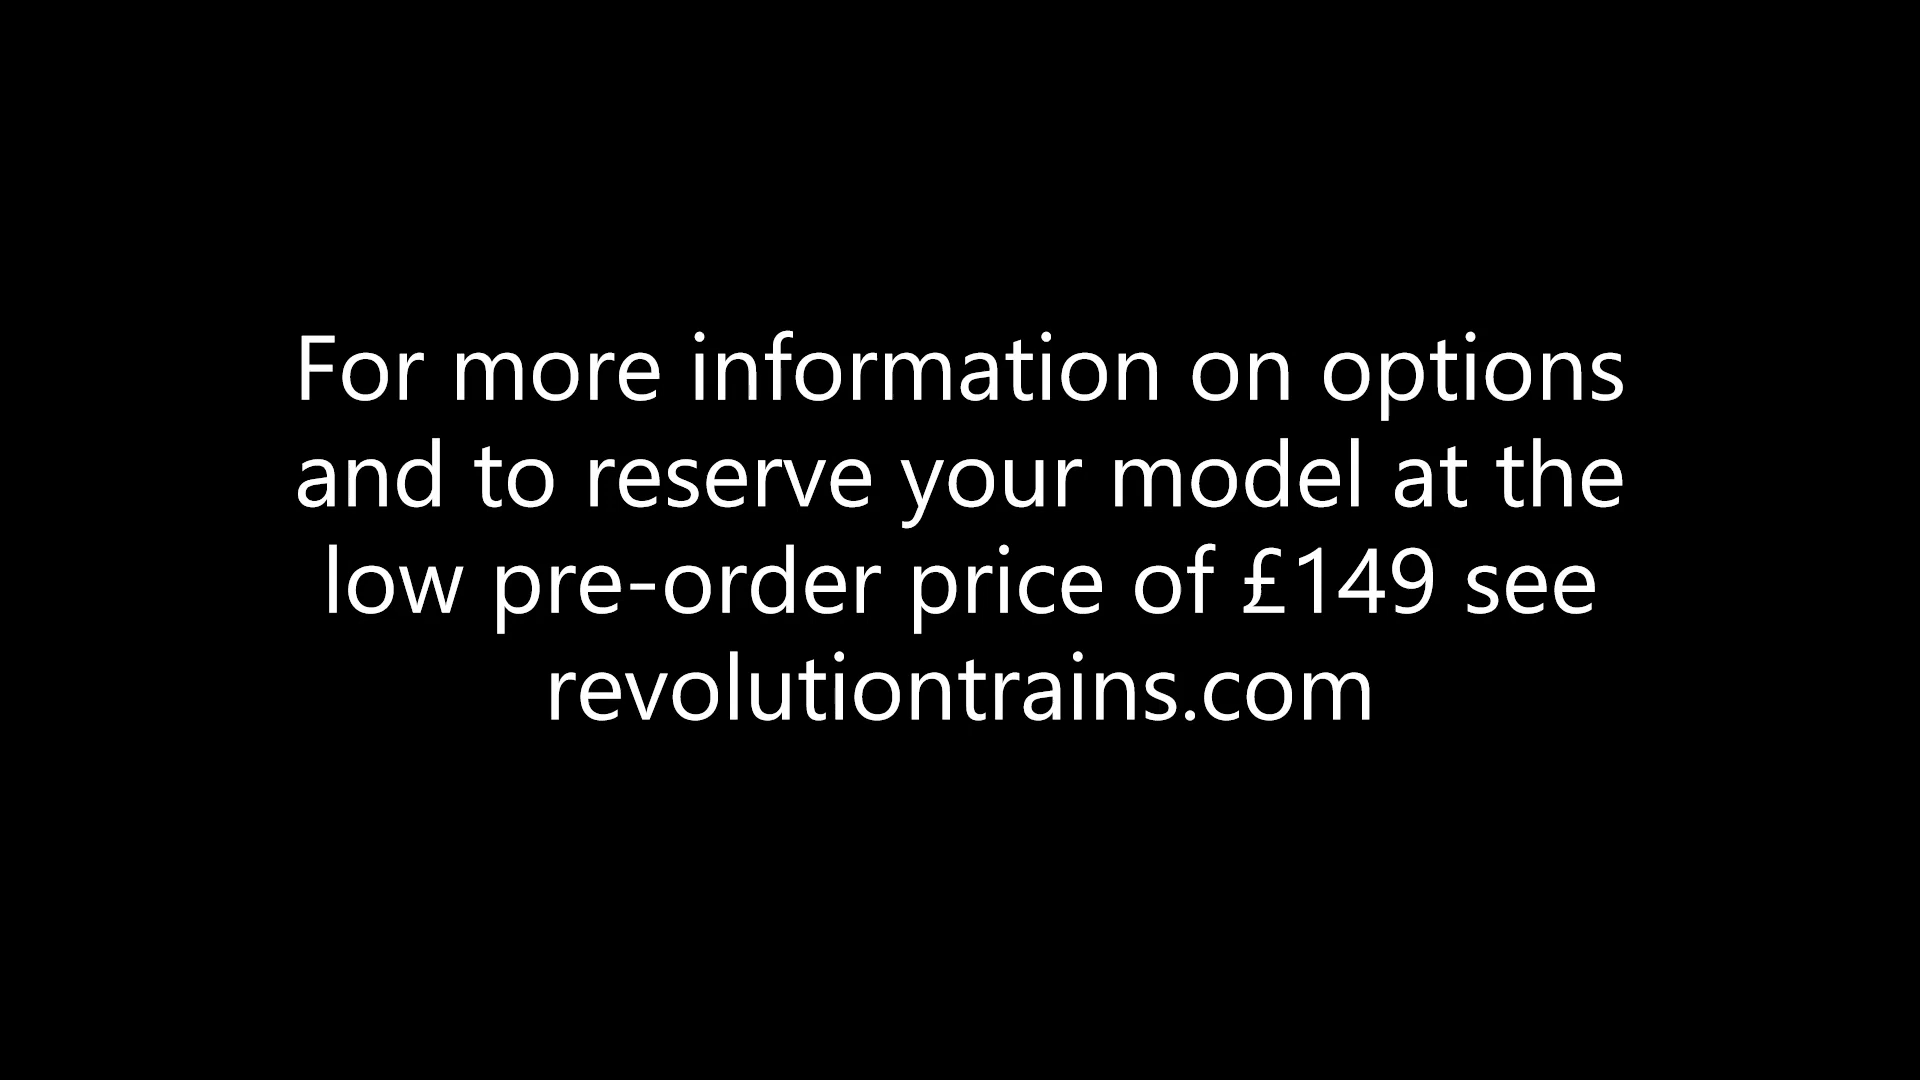 For more information on options
and to reserve your model at the
low pre-order price of £149 see
revolutiontrains.com